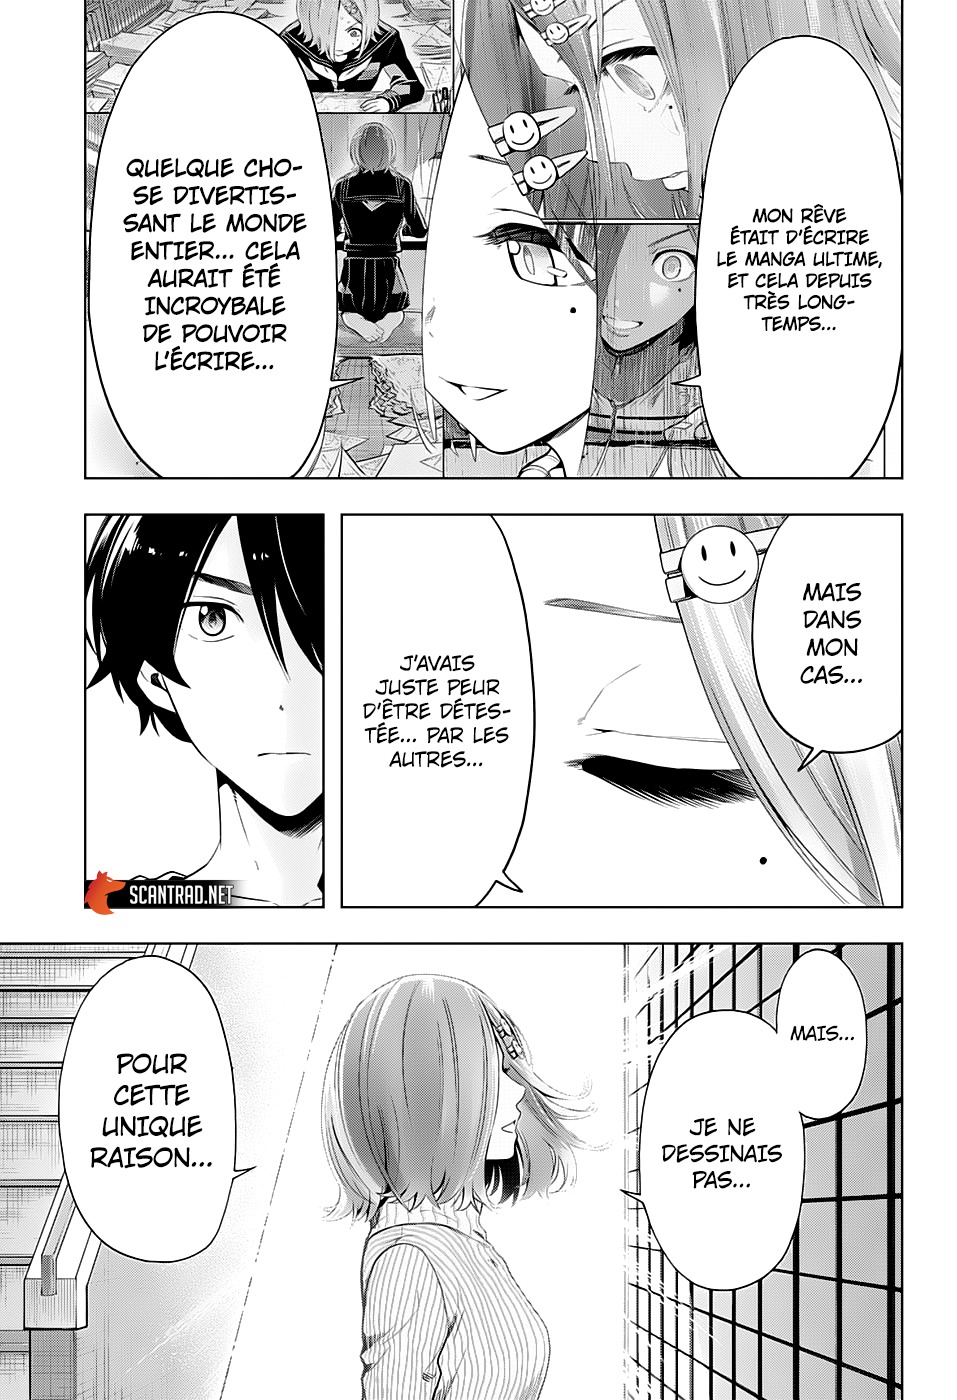 MON RÊVE
ÉTAIT D'ÉCRIRE
LE MANGA ULTIME,
ET CELA DEPUIS
TRÈS LONG-
TEMPS...
QUELQUE CHO-
SE DIVERTIS-
SANT LE MONDE
ENTIER... CELA
AURAIT ÉTÉ
INCROYBALE
DE POUVOIR
L'ÉCRIRE...
MAIS
DANS
MON
CAS...
J'AVAIS
JUSTE PEUR
D'ÊTRE DÉTES-
TÉE... PAR LES
AUTRES...
SCANTRAD.NET
MAIS...
JE NE
DESSINAIS
PAS...
POUR
CETTE
UNIQUE
RAISON...